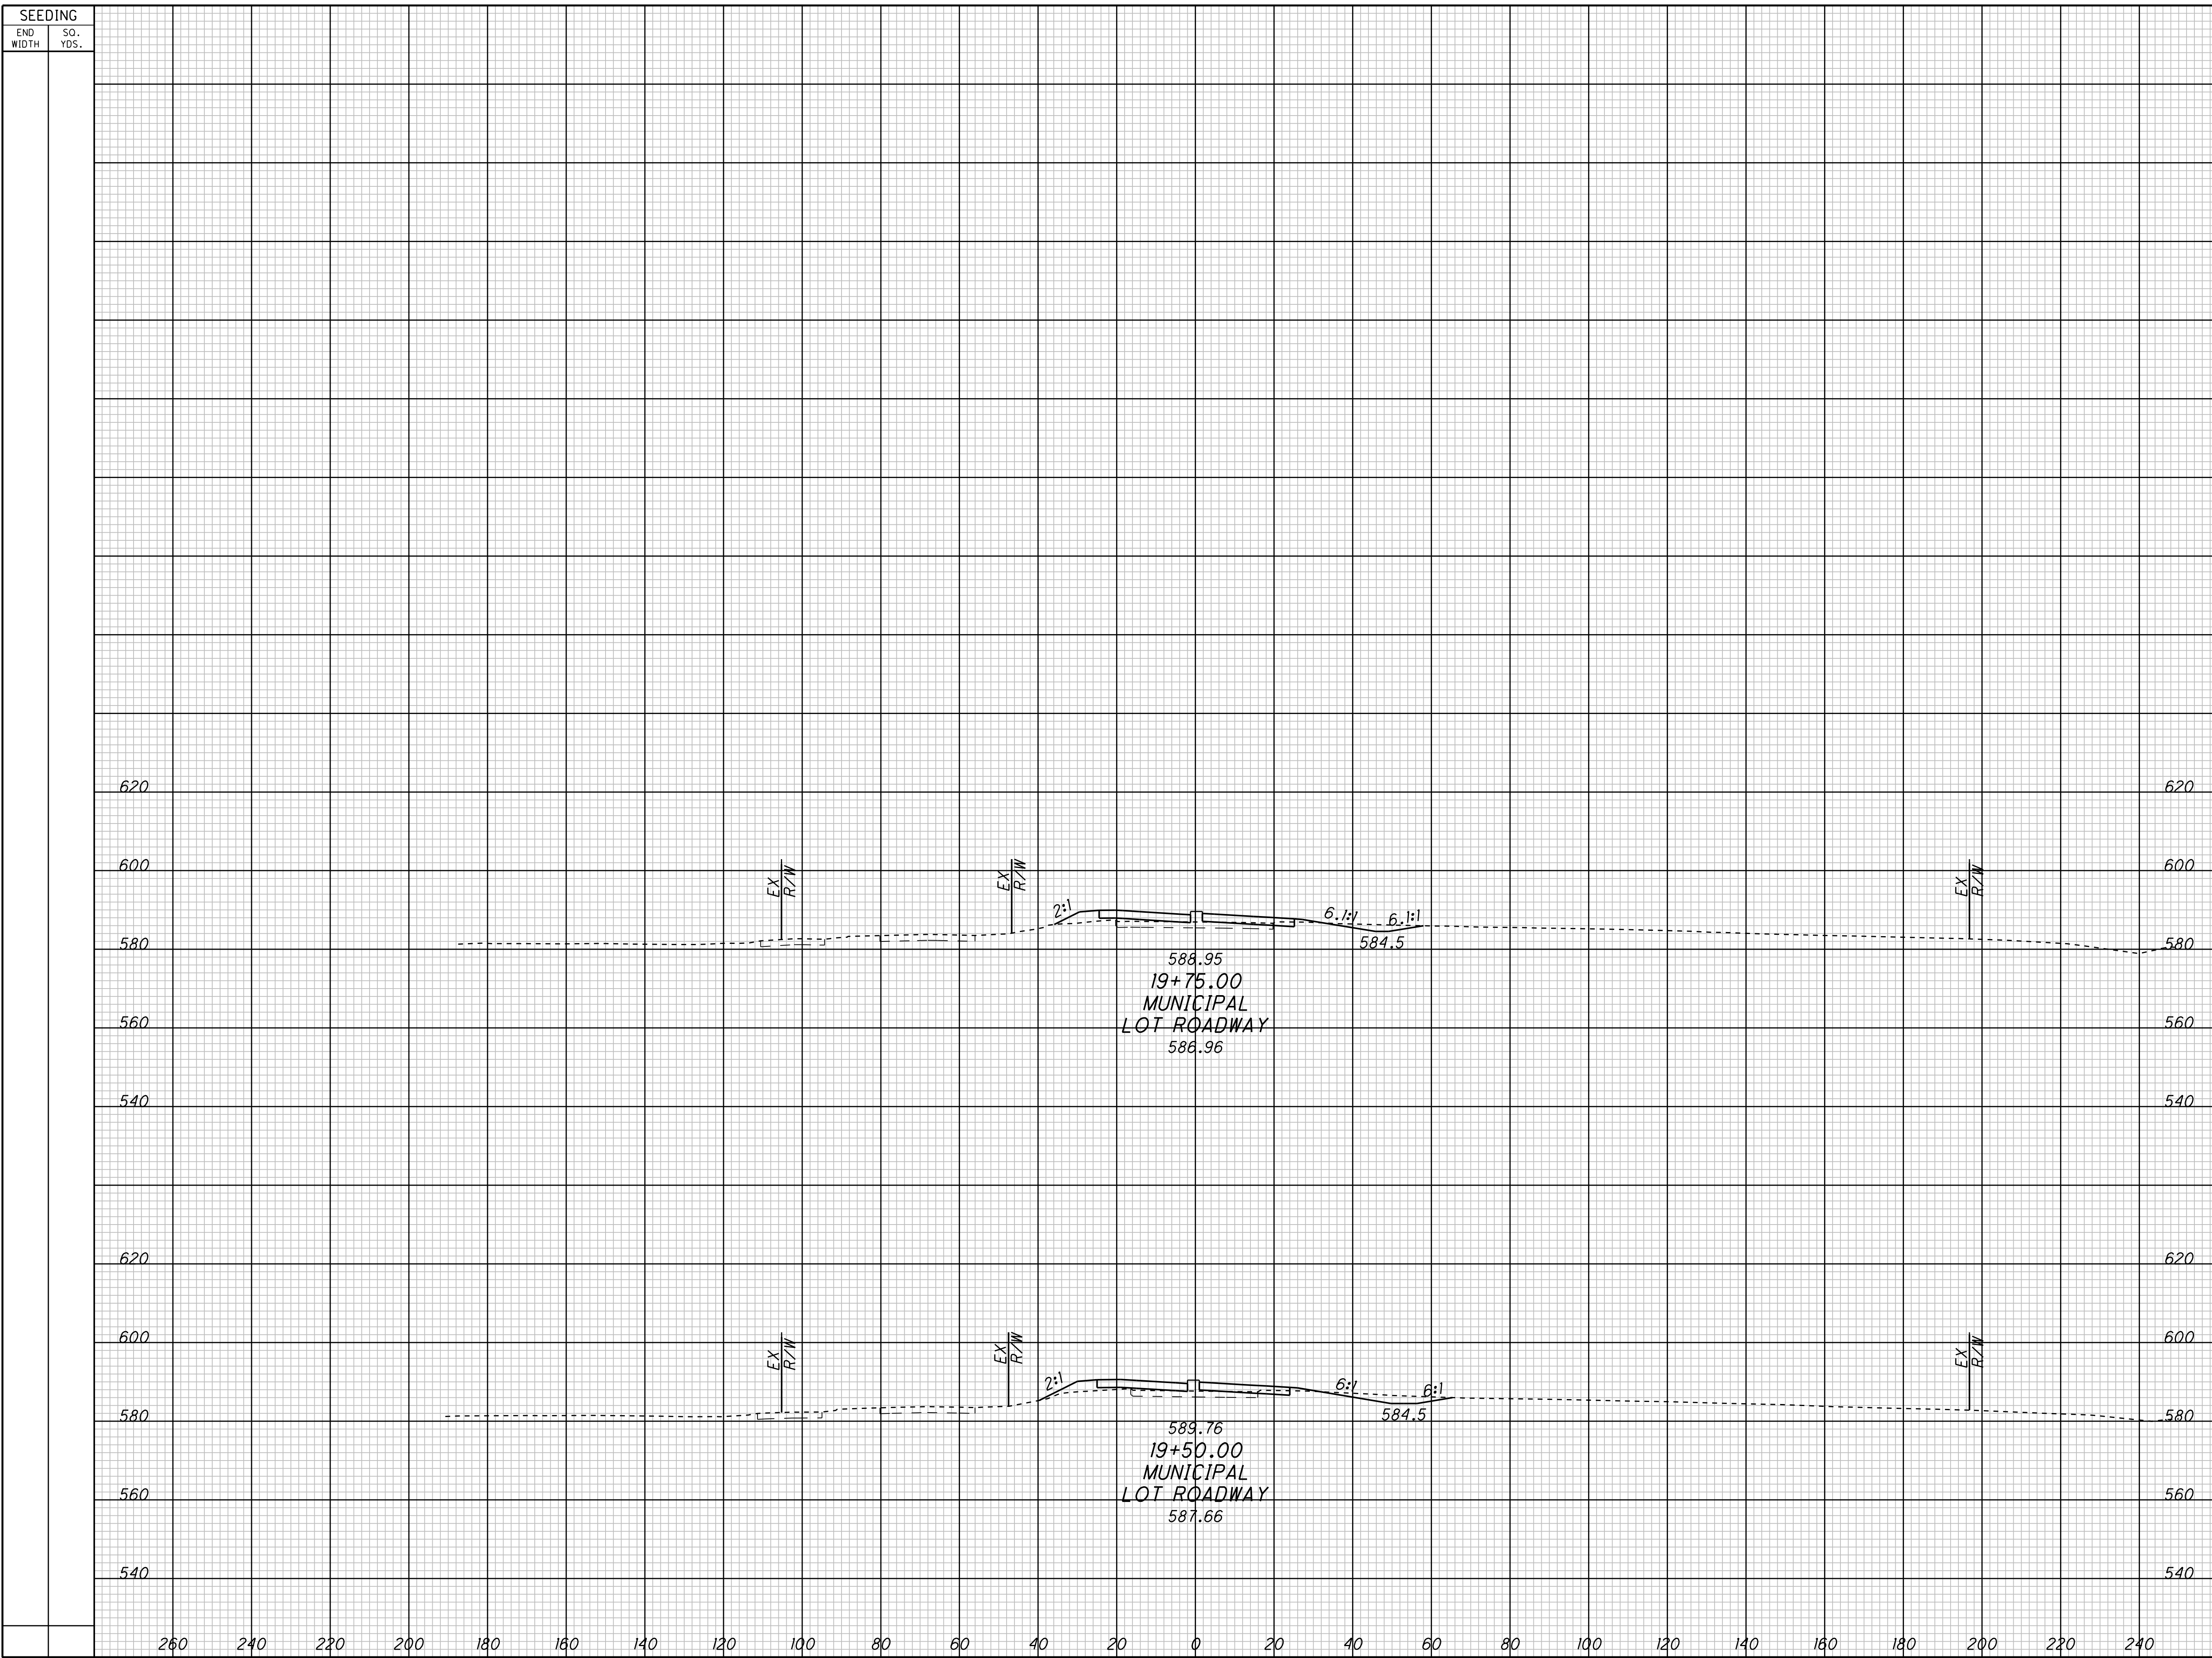 SEEDING
END WIDTH
SQ. YDS.
620 620
600 600
EX R/W
EX R/W
EX R/W
2:1
6.1:1
6.1:1
580 580
584.5
588.95
19+75.00
MUNICIPAL
LOT ROADWAY
560 560
586.96
540 540
620 620
600 600
EX R/W
EX R/W
EX R/W
2:1
6:1
6:1
580 580
584.5
589.76
19+50.00
MUNICIPAL
LOT ROADWAY
560 560
587.66
540 540
260 240 220 200 180 160 140 120 100 80 60 40 20 0 20 40 60 80 100 120 140 160 180 200 220 240